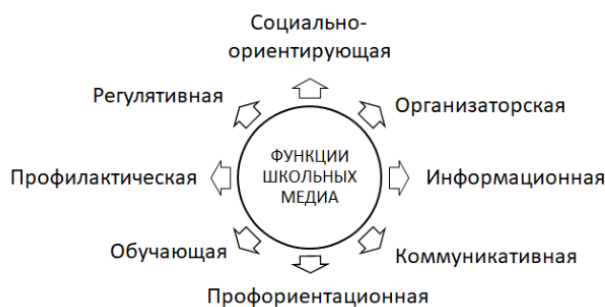 Социально-
ориентирующая
Регулятивная
Организаторская
ФУНКЦИИ
ШКОЛЬНЫХ
МЕДИА
Профилактическая
Информационная
Обучающая
Коммуникативная
Профориентационная